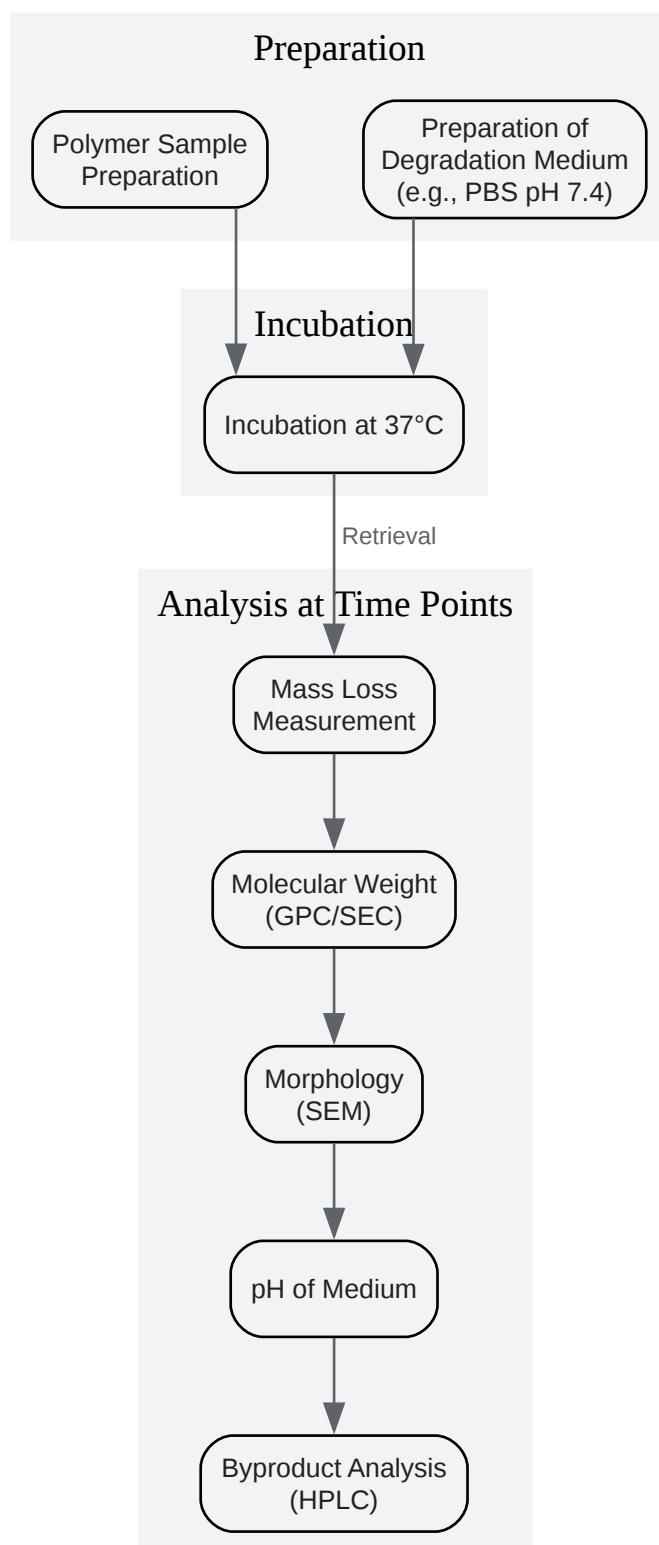 Preparation
Polymer Sample
Preparation
Preparation of
Degradation Medium
(e.g., PBS pH 7.4)
Incubation
Incubation at 37°C
Retrieval
Analysis at Time Points
Mass Loss
Measurement
Molecular Weight
(GPC/SEC)
Morphology
(SEM)
pH of Medium
Byproduct Analysis
(HPLC)